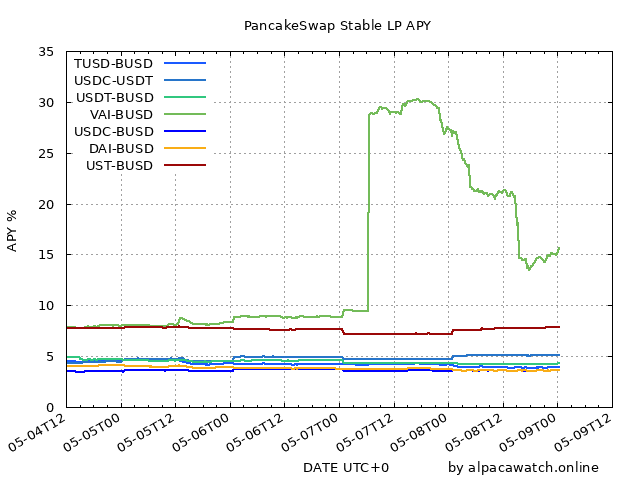 PancakeSwap Stable LP APY
35
30
25
20
15
10
5
0
APY %
TUSD-BUSD
USDC-USDT
USDT-BUSD
VAI-BUSD
USDC-BUSD
DAI-BUSD
UST-BUSD
05-04T12
05-05T00
05-05T12
05-06T00
05-06T12
05-07T00
05-07T12
05-08T00
05-08T12
05-09T00
05-09T12
DATE UTC+0
by alpacawatch.online